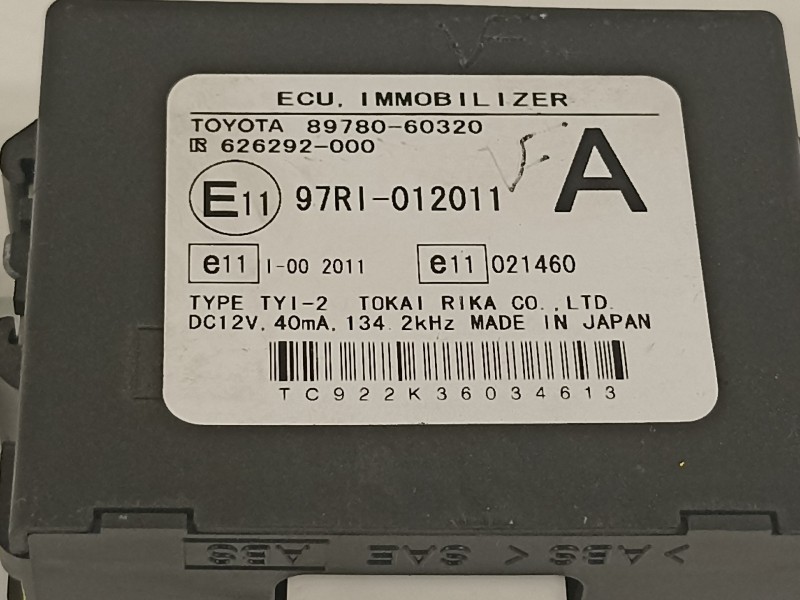 ECU, IMMOBILIZER
TOYOTA 89780-60320
R 626292-000
E11 97RI-012011 A
e11 I-00 2011 e11 021460
TYPE TYI-2 TOKAI RIKA CO.,LTD.
DC12V, 40mA, 134.2kHz MADE IN JAPAN
TC922K36034613
>ABS< SAE ABS